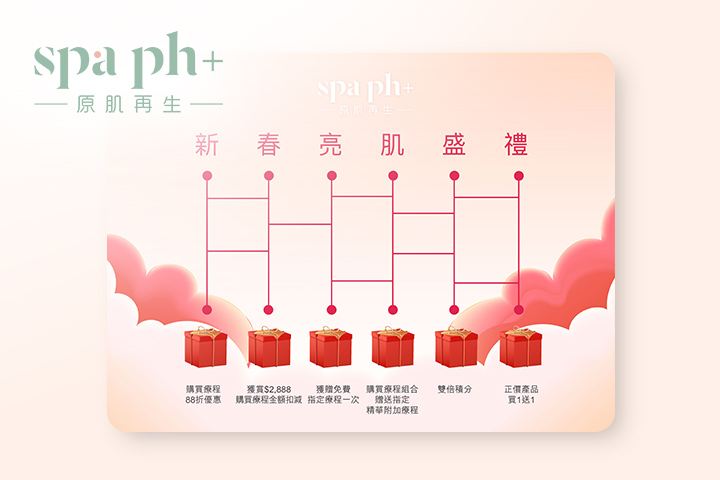 spa ph+
原肌再生
spa ph+
原肌再生
新春亮肌盛禮
購買療程
88折優惠
獲賞$2,888
購買療程金額扣減
獲贈免費
指定療程一次
購買療程組合
贈送指定
精華附加療程
雙倍積分
正價產品
買1送1